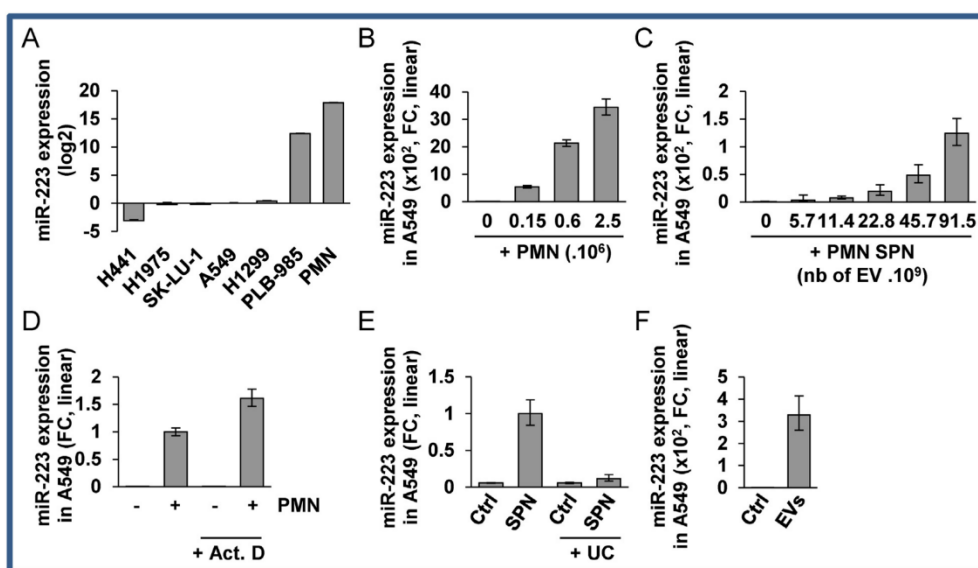 A
miR-223 expression
(log2)
20
15
10
5
0
-5
H441
H1975
SK-LU-1
A549
H1299
PLB-985
PMN
B
miR-223 expression
in A549 (x10², FC, linear)
40
30
20
10
0
0 0.15 0.6 2.5
+ PMN (.10⁶)
C
miR-223 expression
in A549 (x10², FC, linear)
2
1.5
1
0.5
0
0 5.7 11.4 22.8 45.7 91.5
+ PMN SPN
(nb of EV .10⁹)
D
miR-223 expression
in A549 (FC, linear)
2
1.5
1
0.5
0
- + - + PMN
+ Act. D
E
miR-223 expression
in A549 (FC, linear)
1.5
1
0.5
0
Ctrl
SPN
Ctrl
SPN
+ UC
F
miR-223 expression
in A549 (x10², FC, linear)
5
4
3
2
1
0
Ctrl
EVs